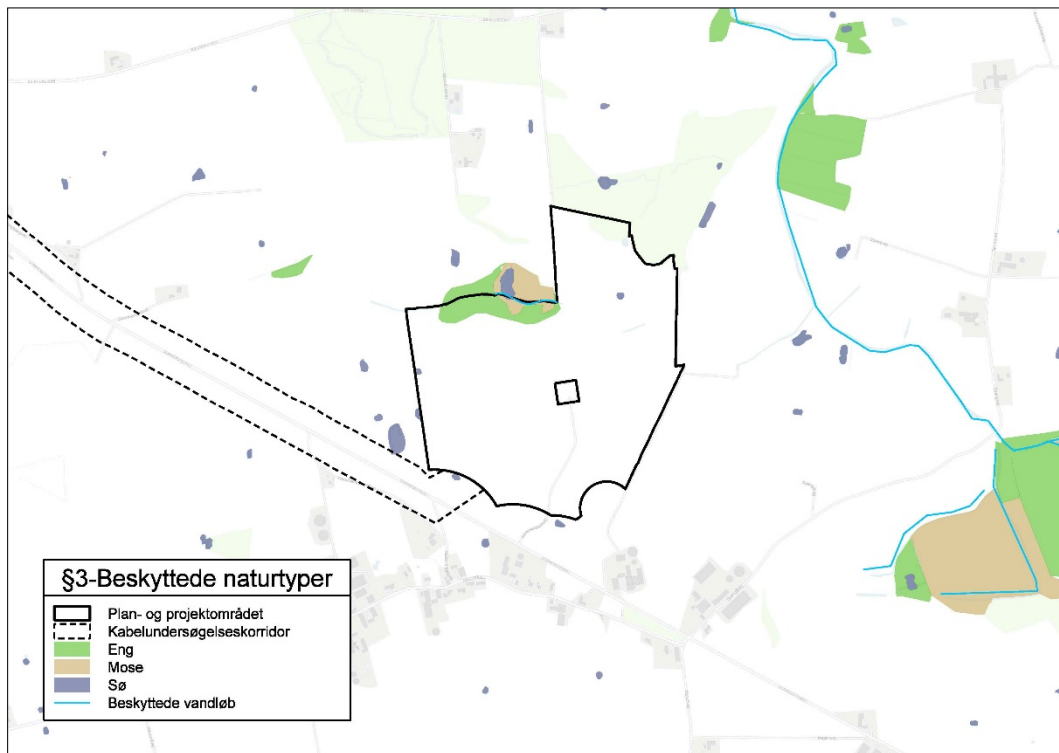 §3-Beskyttede naturtyper
Plan- og projektområdet
Kabelundersøgelseskorridor
Eng
Mose
Sø
Beskyttede vandløb